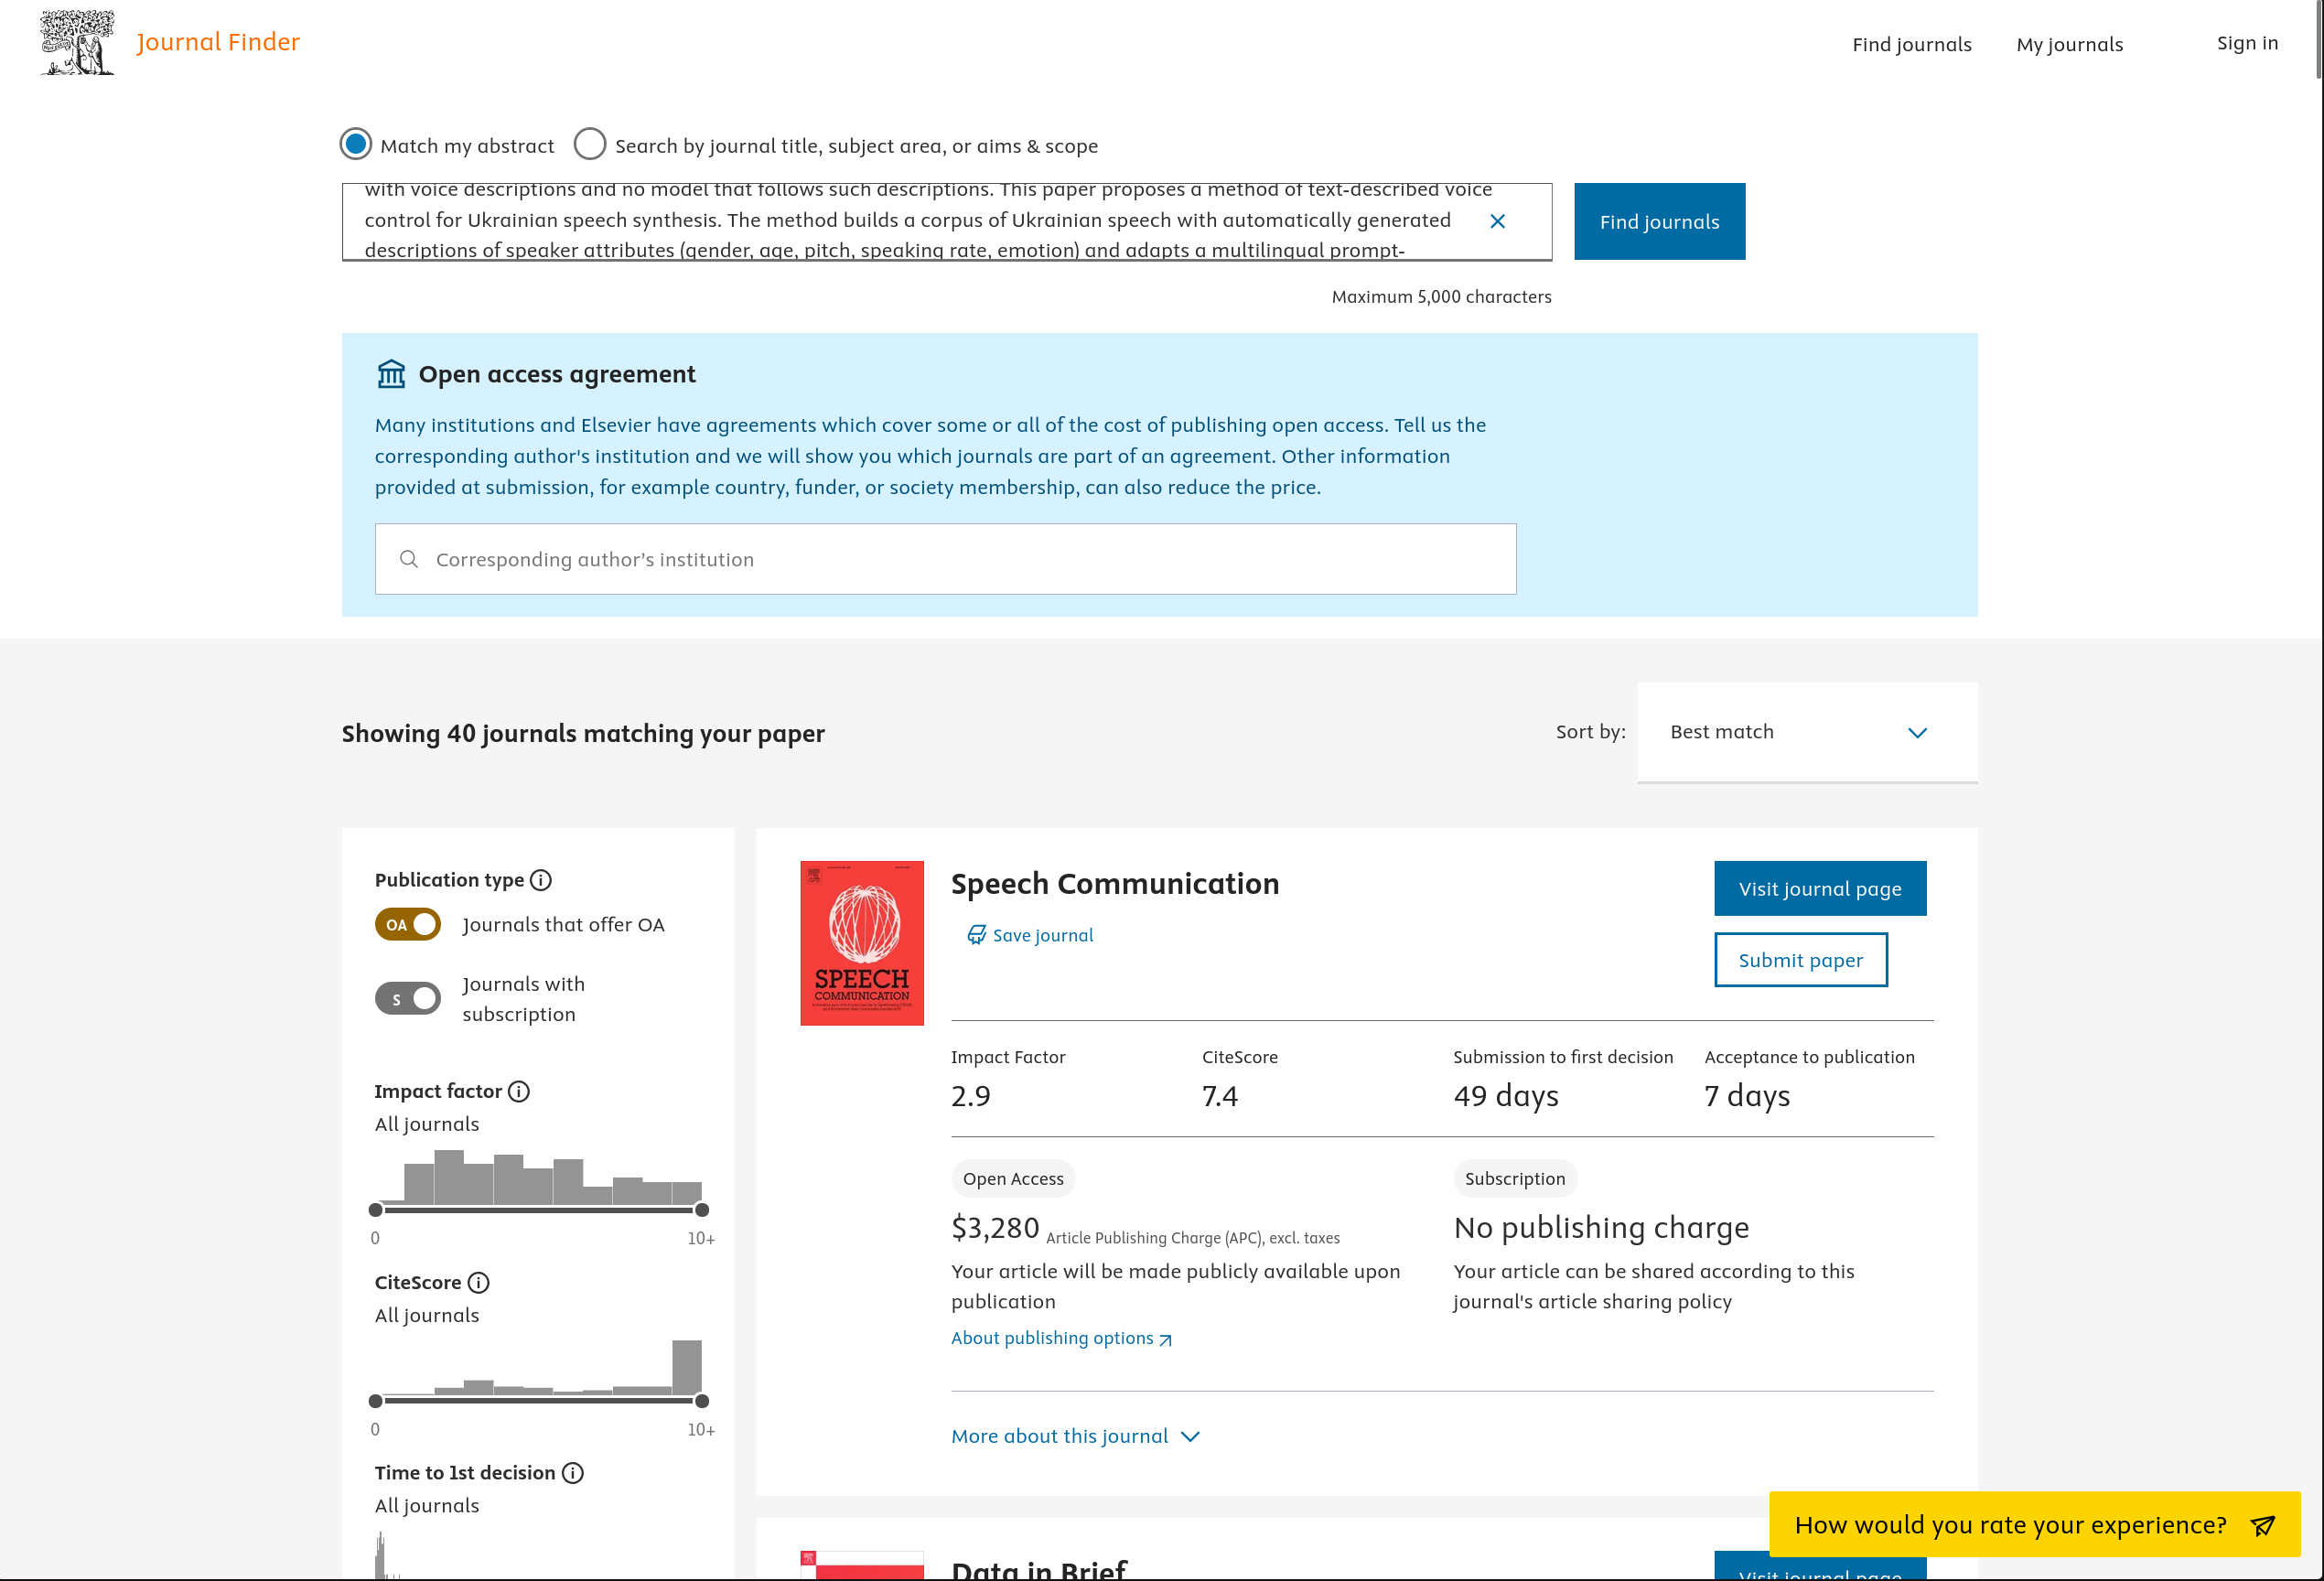 Journal Finder
Find journals
My journals
Sign in
Match my abstract
Search by journal title, subject area, or aims & scope
with voice descriptions and no model that follows such descriptions. This paper proposes a method of text-described voice
control for Ukrainian speech synthesis. The method builds a corpus of Ukrainian speech with automatically generated
descriptions of speaker attributes (gender, age, pitch, speaking rate, emotion) and adapts a multilingual prompt-
Find journals
Maximum 5,000 characters
Open access agreement
Many institutions and Elsevier have agreements which cover some or all of the cost of publishing open access. Tell us the
corresponding author's institution and we will show you which journals are part of an agreement. Other information
provided at submission, for example country, funder, or society membership, can also reduce the price.
Corresponding author’s institution
Showing 40 journals matching your paper
Sort by:
Best match
Publication type
OA
Journals that offer OA
S
Journals with
subscription
Impact factor
All journals
0
10+
CiteScore
All journals
0
10+
Time to 1st decision
All journals
SPEECH
COMMUNICATION
Speech Communication
Save journal
Visit journal page
Submit paper
Impact Factor
2.9
CiteScore
7.4
Submission to first decision
49 days
Acceptance to publication
7 days
Open Access
$3,280 Article Publishing Charge (APC), excl. taxes
Your article will be made publicly available upon
publication
About publishing options
Subscription
No publishing charge
Your article can be shared according to this
journal's article sharing policy
More about this journal
How would you rate your experience?
Data in Brief
Visit journal page